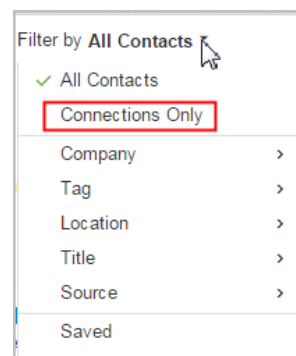 Filter by All Contacts
All Contacts
Connections Only
Company
Tag
Location
Title
Source
Saved